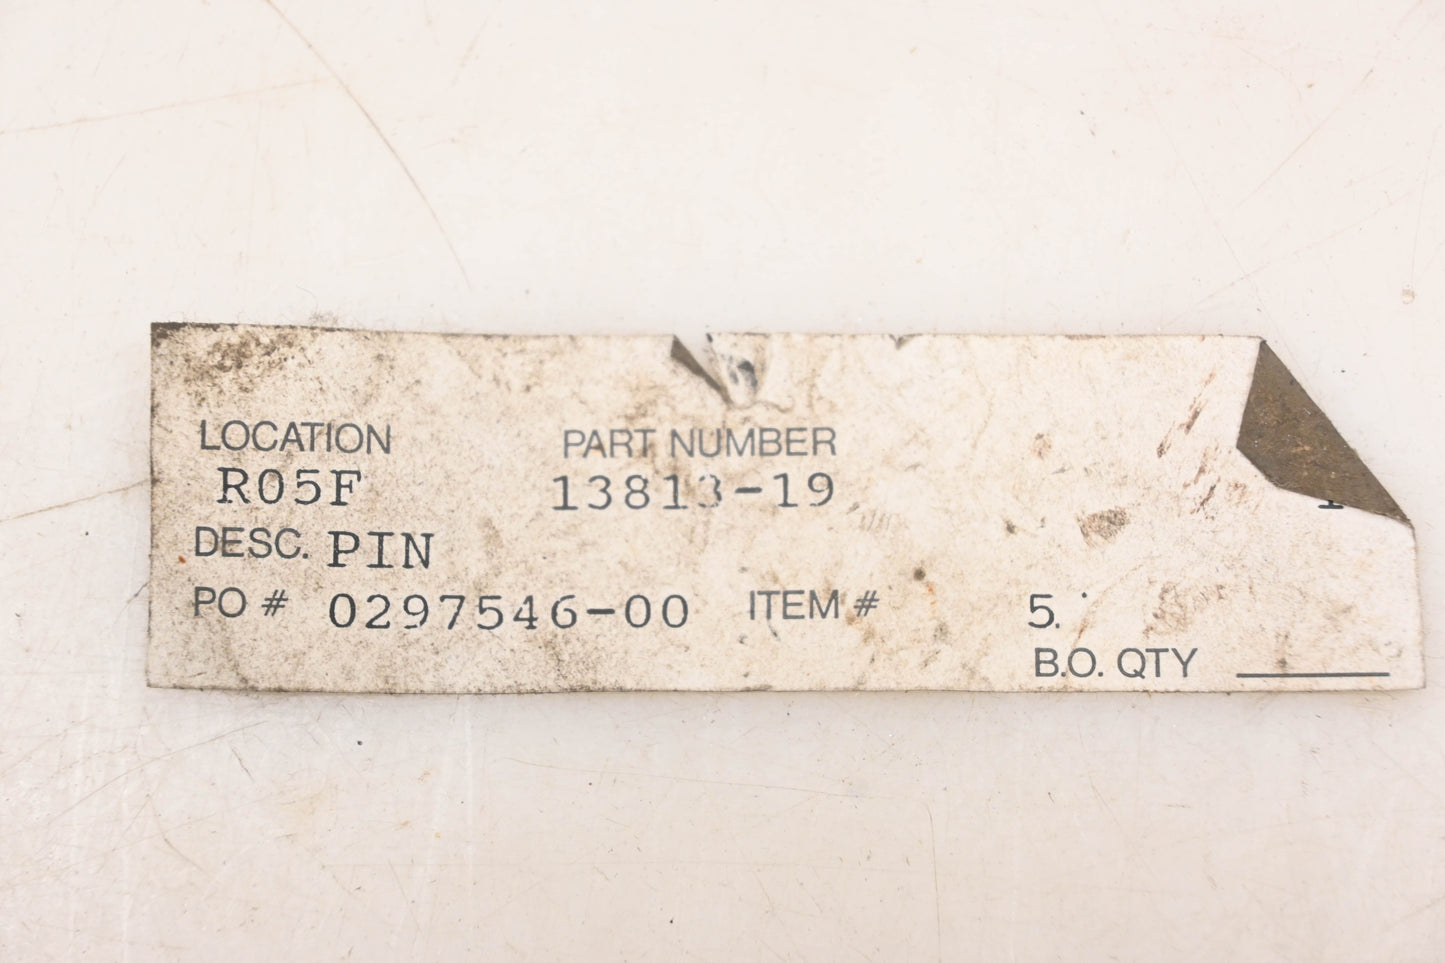 LOCATION PART NUMBER
R05F 13813-19
DESC. PIN
PO # 0297546-00 ITEM # 5.
B.O. QTY